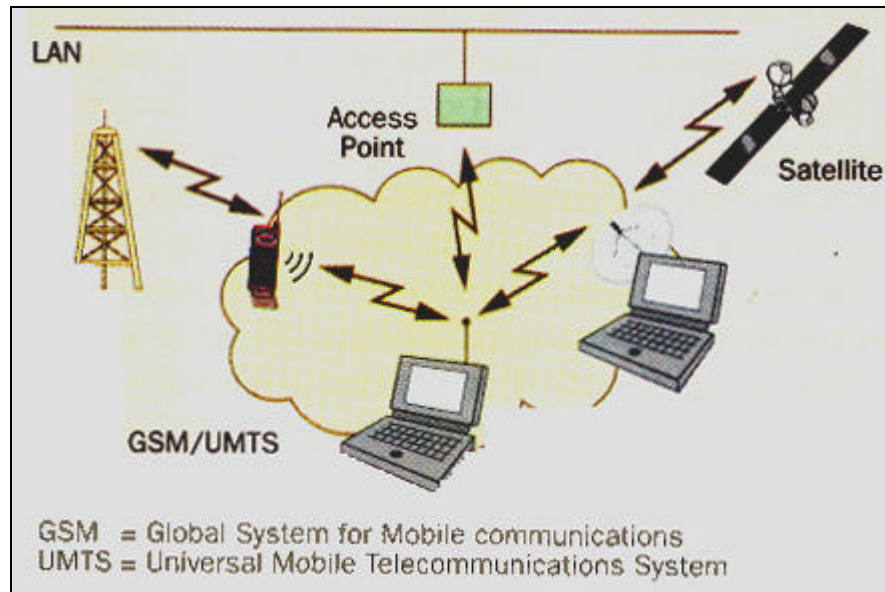 LAN
Access
Point
Satellite
GSM/UMTS
GSM = Global System for Mobile communications
UMTS = Universal Mobile Telecommunications System